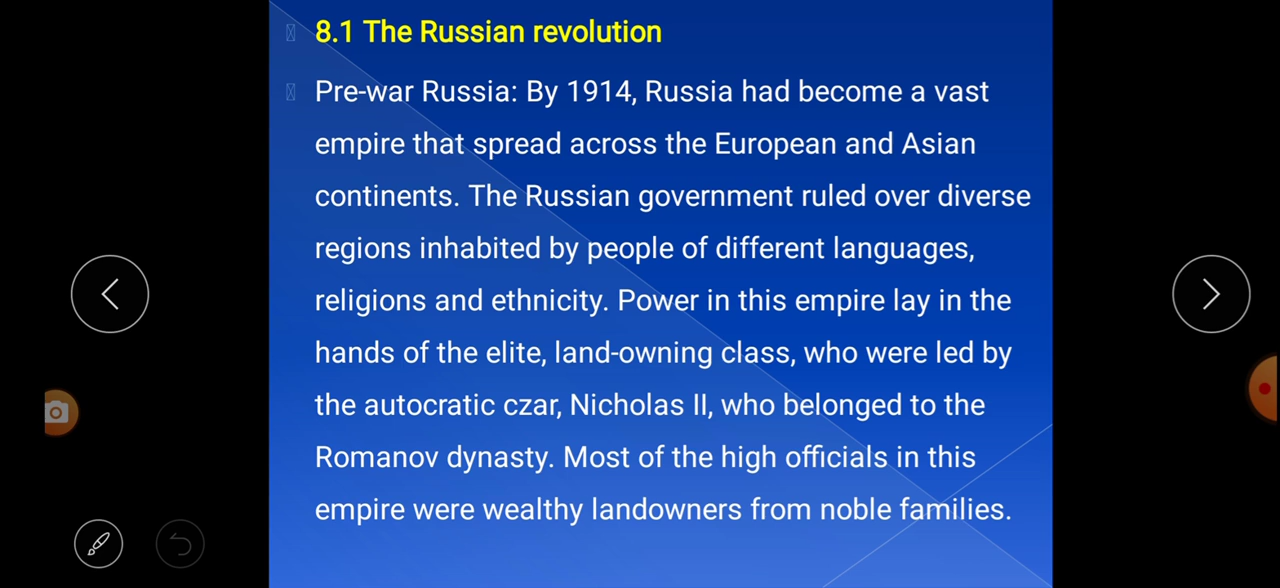 8.1 The Russian revolution
Pre-war Russia: By 1914, Russia had become a vast
empire that spread across the European and Asian
continents. The Russian government ruled over diverse
regions inhabited by people of different languages,
religions and ethnicity. Power in this empire lay in the
hands of the elite, land-owning class, who were led by
the autocratic czar, Nicholas II, who belonged to the
Romanov dynasty. Most of the high officials in this
empire were wealthy landowners from noble families.